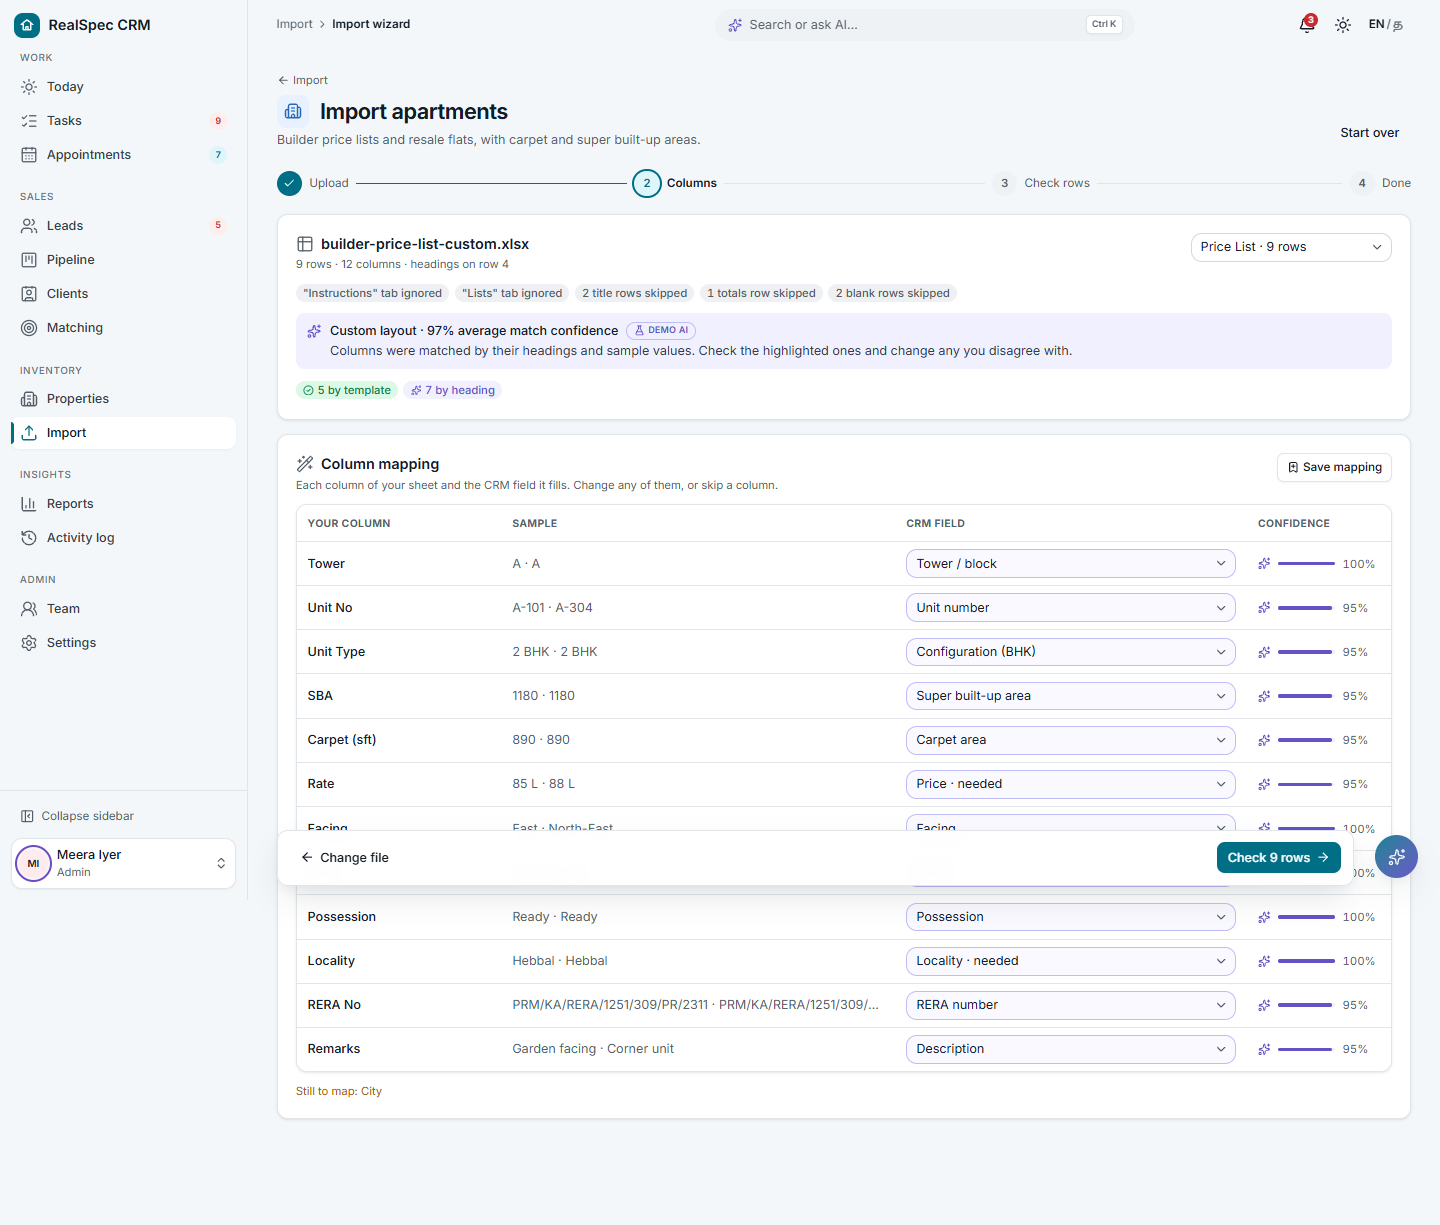 RealSpec CRM
Import > Import wizard
Search or ask AI...
Ctrl K
3
EN / த
WORK
Today
Tasks 9
Appointments 7
SALES
Leads 5
Pipeline
Clients
Matching
INVENTORY
Properties
Import
INSIGHTS
Reports
Activity log
ADMIN
Team
Settings
Collapse sidebar
MI
Meera Iyer
Admin
← Import
Import apartments
Builder price lists and resale flats, with carpet and super built-up areas.
Start over
Upload
2 Columns
3 Check rows
4 Done
builder-price-list-custom.xlsx
9 rows · 12 columns · headings on row 4
Price List · 9 rows
"Instructions" tab ignored
"Lists" tab ignored
2 title rows skipped
1 totals row skipped
2 blank rows skipped
Custom layout · 97% average match confidence
DEMO AI
Columns were matched by their headings and sample values. Check the highlighted ones and change any you disagree with.
5 by template
7 by heading
Column mapping
Each column of your sheet and the CRM field it fills. Change any of them, or skip a column.
Save mapping
YOUR COLUMN SAMPLE CRM FIELD CONFIDENCE
Tower A · A Tower / block 100%
Unit No A-101 · A-304 Unit number 95%
Unit Type 2 BHK · 2 BHK Configuration (BHK) 95%
SBA 1180 · 1180 Super built-up area 95%
Carpet (sft) 890 · 890 Carpet area 95%
Rate 85 L · 88 L Price · needed 95%
Facing East · North-East Facing 100%
← Change file
Check 9 rows →
Possession Ready · Ready Possession 100%
Locality Hebbal · Hebbal Locality · needed 100%
RERA No PRM/KA/RERA/1251/309/PR/2311 · PRM/KA/RERA/1251/309/... RERA number 95%
Remarks Garden facing · Corner unit Description 95%
Still to map: City